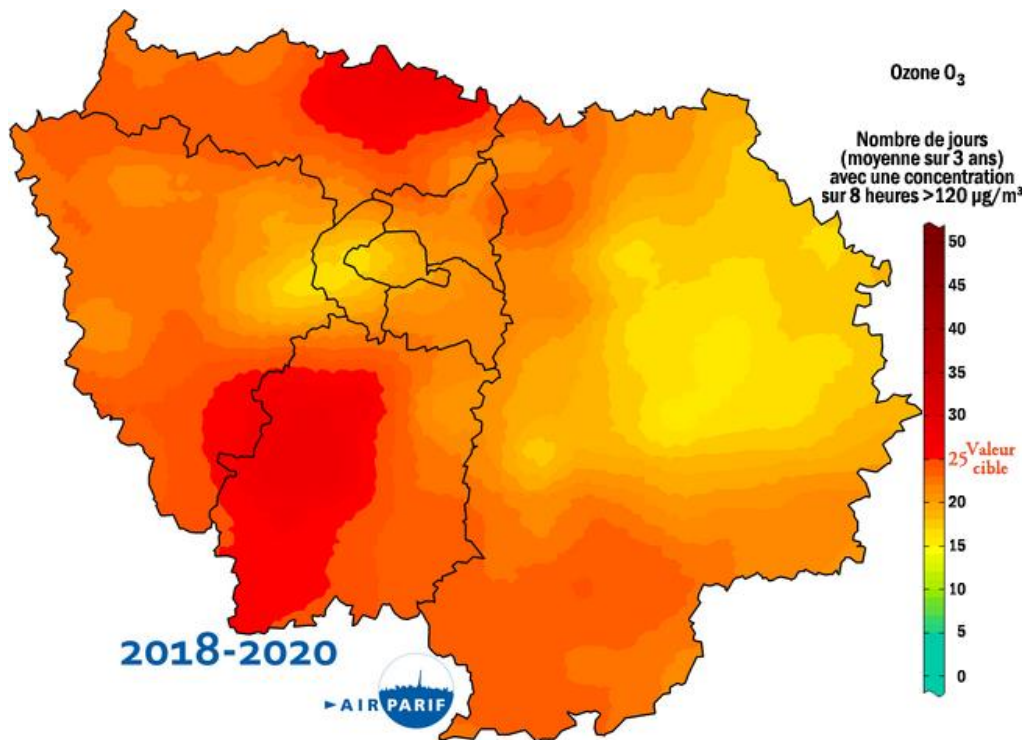 Ozone O₃
Nombre de jours
(moyenne sur 3 ans)
avec une concentration
sur 8 heures >120 µg/m³
50
45
40
35
30
25 Valeur
cible
20
15
10
5
0
2018-2020
AIRPARIF